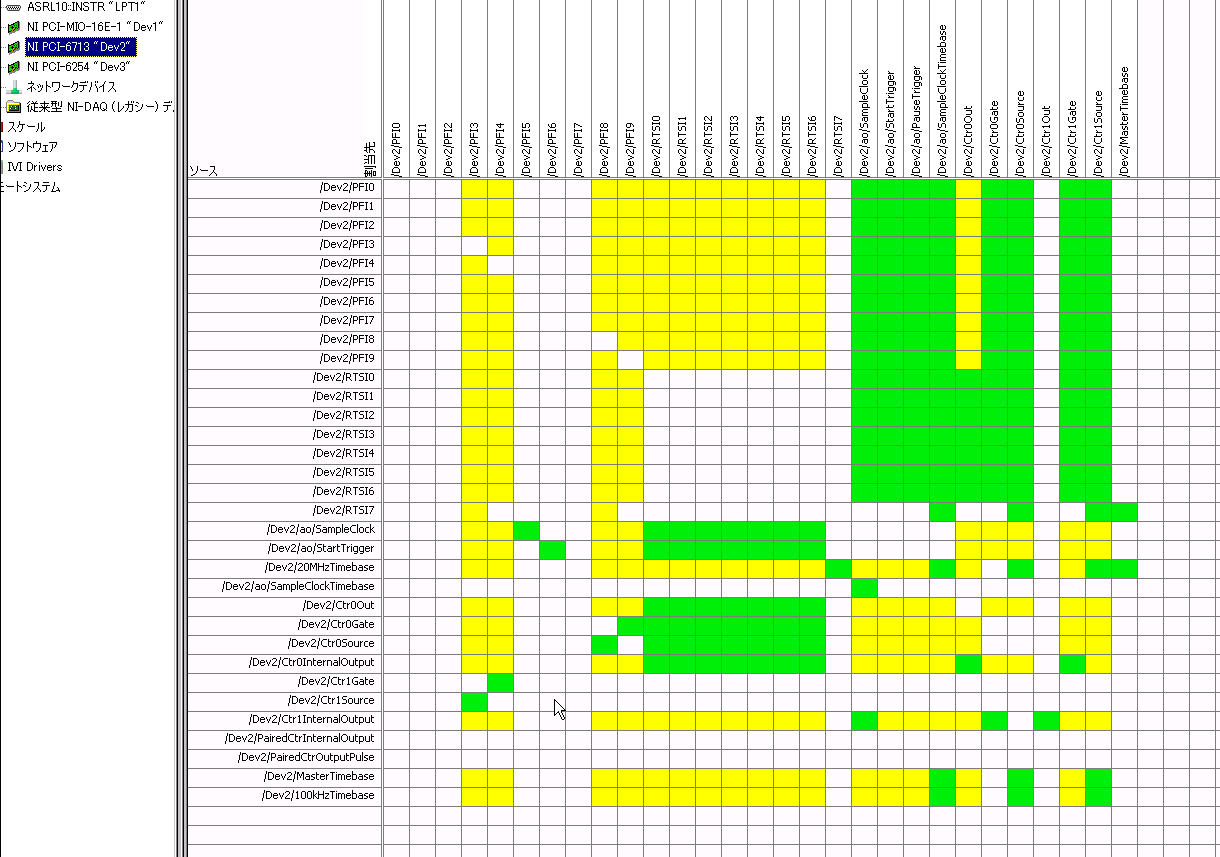 ASRL10::INSTR "LPT1"
NI PCI-MIO-16E-1 "Dev1"
NI PCI-6713 "Dev2"
NI PCI-6254 "Dev3"
ネットワークデバイス
従来型 NI-DAQ (レガシー) デ
スケール
ソフトウェア
IVI Drivers
モートシステム
ソース
割当先
/Dev2/PFI0
/Dev2/PFI1
/Dev2/PFI2
/Dev2/PFI3
/Dev2/PFI4
/Dev2/PFI5
/Dev2/PFI6
/Dev2/PFI7
/Dev2/PFI8
/Dev2/PFI9
/Dev2/RTSI0
/Dev2/RTSI1
/Dev2/RTSI2
/Dev2/RTSI3
/Dev2/RTSI4
/Dev2/RTSI5
/Dev2/RTSI6
/Dev2/RTSI7
/Dev2/ao/SampleClock
/Dev2/ao/StartTrigger
/Dev2/ao/PauseTrigger
/Dev2/ao/SampleClockTimebase
/Dev2/Ctr0Out
/Dev2/Ctr0Gate
/Dev2/Ctr0Source
/Dev2/Ctr1Out
/Dev2/Ctr1Gate
/Dev2/Ctr1Source
/Dev2/MasterTimebase
/Dev2/PFI0
/Dev2/PFI1
/Dev2/PFI2
/Dev2/PFI3
/Dev2/PFI4
/Dev2/PFI5
/Dev2/PFI6
/Dev2/PFI7
/Dev2/PFI8
/Dev2/PFI9
/Dev2/RTSI0
/Dev2/RTSI1
/Dev2/RTSI2
/Dev2/RTSI3
/Dev2/RTSI4
/Dev2/RTSI5
/Dev2/RTSI6
/Dev2/RTSI7
/Dev2/ao/SampleClock
/Dev2/ao/StartTrigger
/Dev2/20MHzTimebase
/Dev2/ao/SampleClockTimebase
/Dev2/Ctr0Out
/Dev2/Ctr0Gate
/Dev2/Ctr0Source
/Dev2/Ctr0InternalOutput
/Dev2/Ctr1Gate
/Dev2/Ctr1Source
/Dev2/Ctr1InternalOutput
/Dev2/PairedCtrInternalOutput
/Dev2/PairedCtrOutputPulse
/Dev2/MasterTimebase
/Dev2/100kHzTimebase